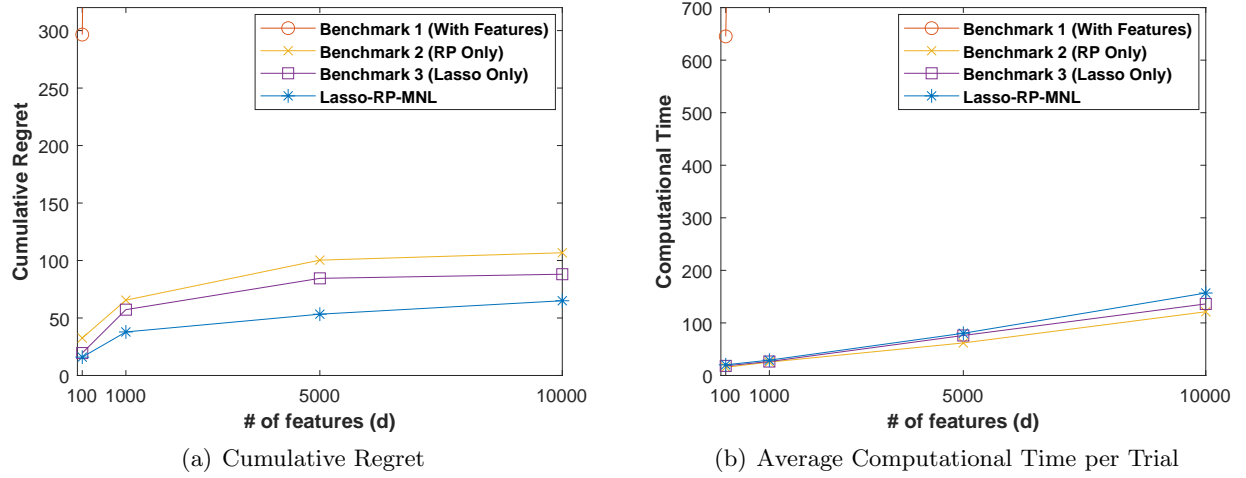 Cumulative Regret
300
250
200
150
100
50
0
100
1000
5000
10000
# of features (d)
Benchmark 1 (With Features)
Benchmark 2 (RP Only)
Benchmark 3 (Lasso Only)
Lasso-RP-MNL
(a) Cumulative Regret
Computational Time
700
600
500
400
300
200
100
0
100
1000
5000
10000
# of features (d)
Benchmark 1 (With Features)
Benchmark 2 (RP Only)
Benchmark 3 (Lasso Only)
Lasso-RP-MNL
(b) Average Computational Time per Trial